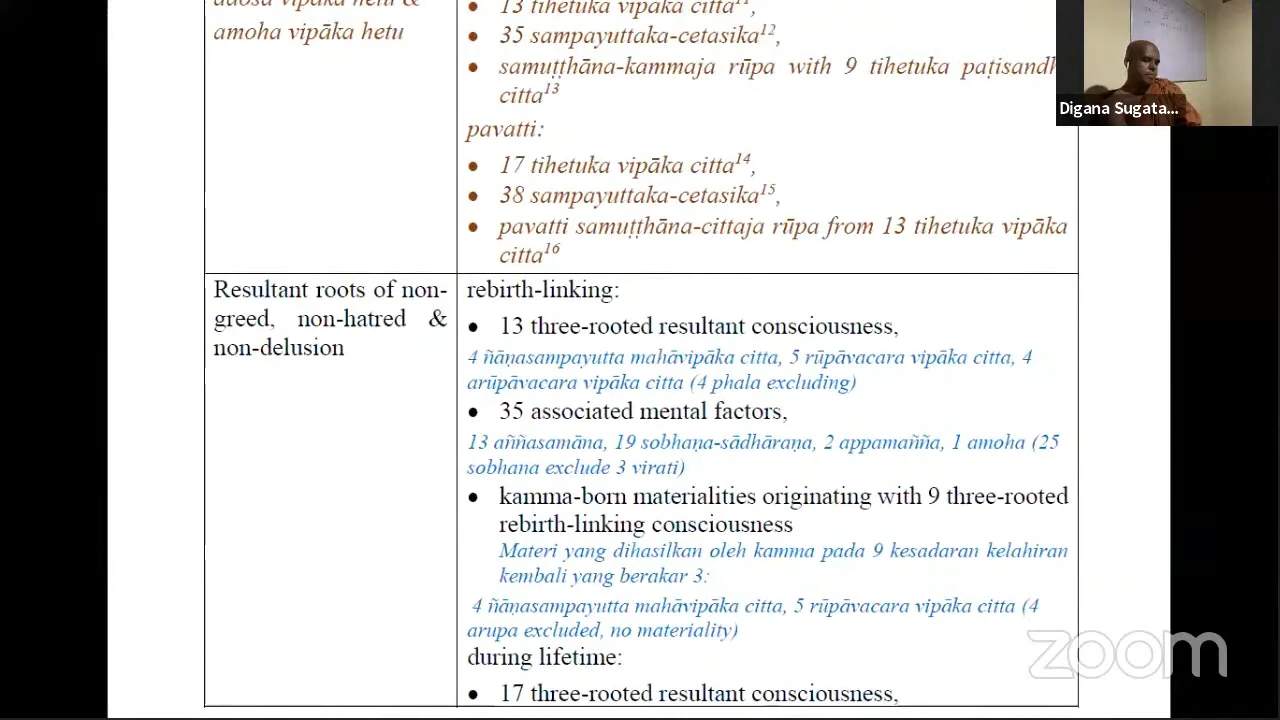 adosa vipāka hetu &
amoha vipāka hetu
• 13 tihetuka vipāka citta¹¹,
• 35 sampayuttaka-cetasika¹²,
• samuṭṭhāna-kammaja rūpa with 9 tihetuka paṭisandh
citta¹³
pavatti:
• 17 tihetuka vipāka citta¹⁴,
• 38 sampayuttaka-cetasika¹⁵,
• pavatti samuṭṭhāna-cittaja rūpa from 13 tihetuka vipāka
citta¹⁶
Resultant roots of non-
greed, non-hatred &
non-delusion
rebirth-linking:
• 13 three-rooted resultant consciousness,
4 ñāṇasampayutta mahāvipāka citta, 5 rūpāvacara vipāka citta, 4
arūpāvacara vipāka citta (4 phala excluding)
• 35 associated mental factors,
13 aññasamāna, 19 sobhaṇa-sādhāraṇa, 2 appamañña, 1 amoha (25
sobhana exclude 3 virati)
• kamma-born materialities originating with 9 three-rooted
rebirth-linking consciousness
Materi yang dihasilkan oleh kamma pada 9 kesadaran kelahiran
kembali yang berakar 3:
4 ñāṇasampayutta mahāvipāka citta, 5 rūpāvacara vipāka citta (4
arupa excluded, no materiality)
during lifetime:
• 17 three-rooted resultant consciousness,
Digana Sugata...
zoom